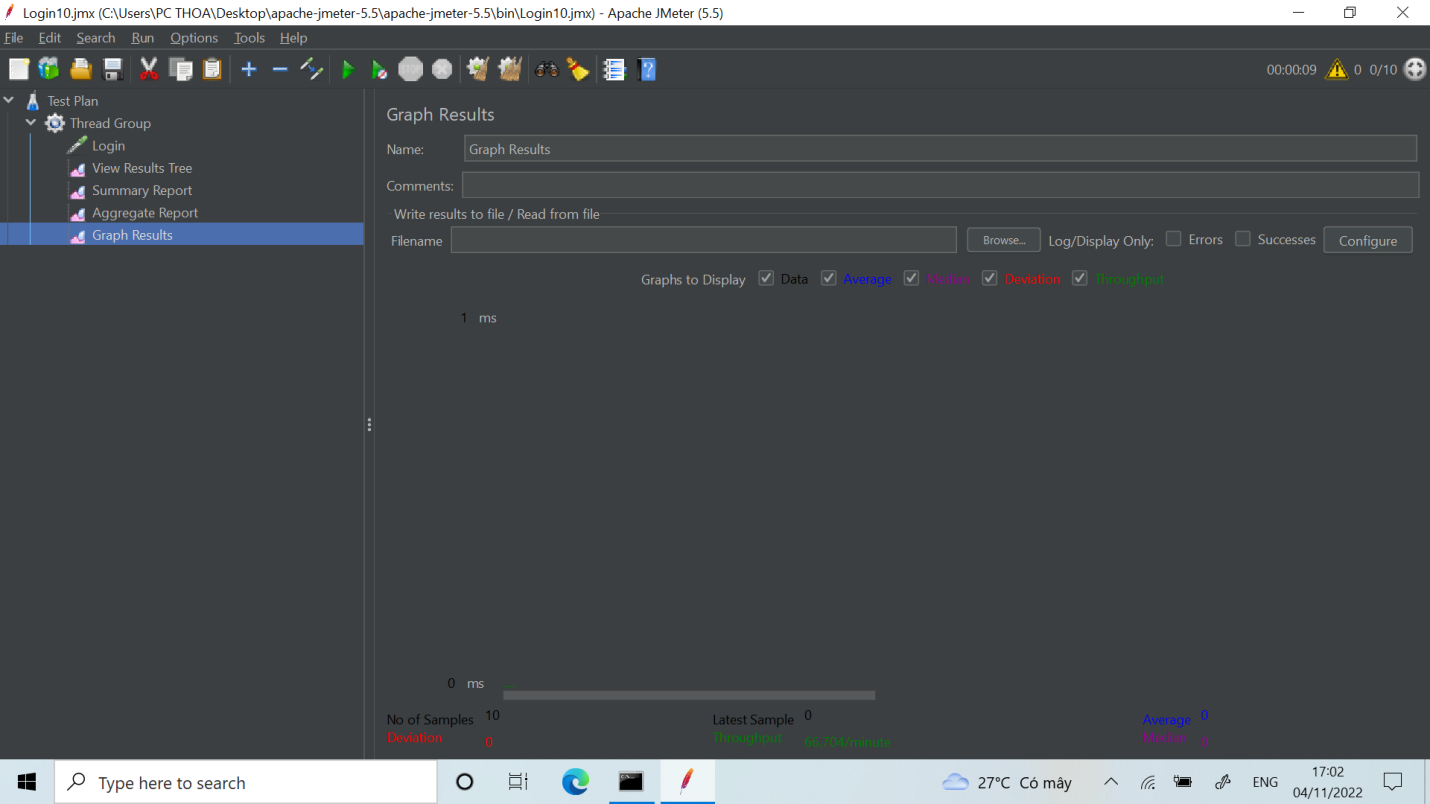 Login10.jmx (C:\Users\PC THOA\Desktop\apache-jmeter-5.5\apache-jmeter-5.5\bin\Login10.jmx) - Apache JMeter (5.5)
File Edit Search Run Options Tools Help
STOP 00:00:09 0 0/10
Test Plan
Thread Group
Login
View Results Tree
Summary Report
Aggregate Report
Graph Results
Graph Results
Name: Graph Results
Comments:
Write results to file / Read from file
Filename Browse... Log/Display Only: Errors Successes Configure
Graphs to Display Data Average Median Deviation Throughput
1 ms
0 ms
No of Samples 10 Latest Sample 0 Average 0
Deviation 0 Throughput 66.704/minute Median 0
Type here to search 27°C Có mây ENG 17:02
04/11/2022